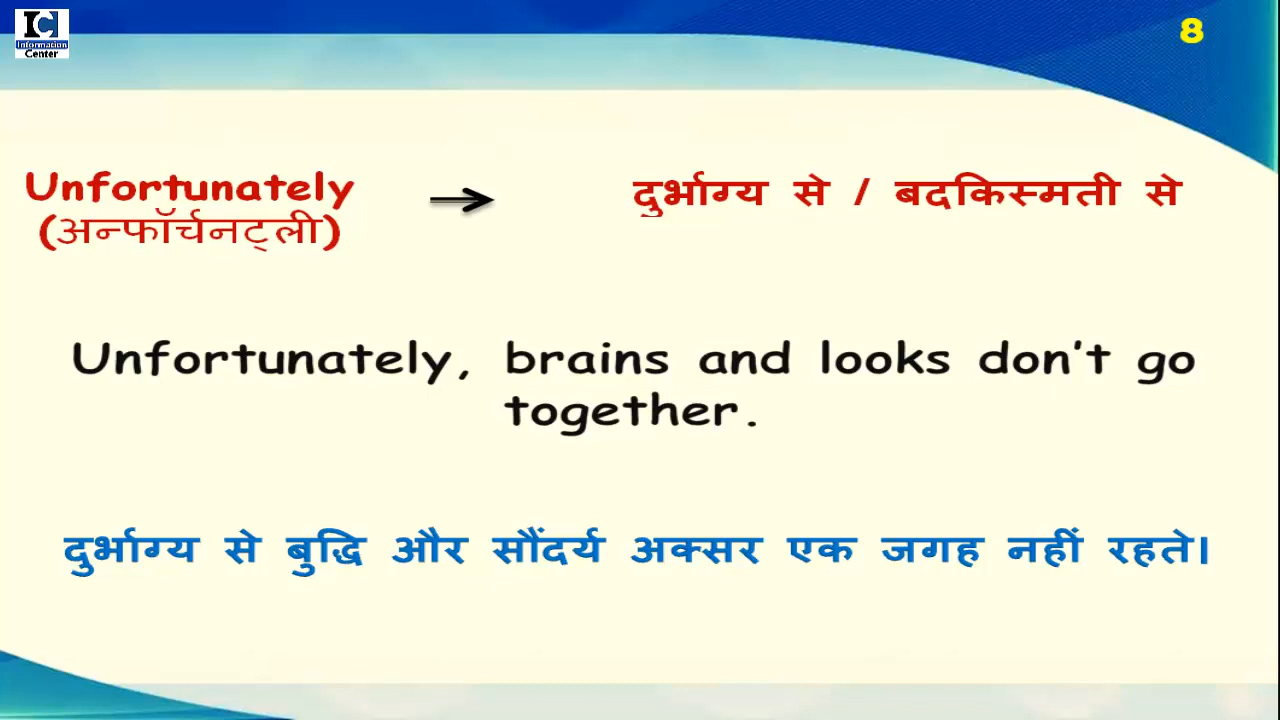 IC
Information
Center
8
Unfortunately
(अन्फॉर्चनट्ली)
दुर्भाग्य से / बदकिस्मती से
Unfortunately, brains and looks don't go
together.
दुर्भाग्य से बुद्धि और सौंदर्य अक्सर एक जगह नहीं रहते।